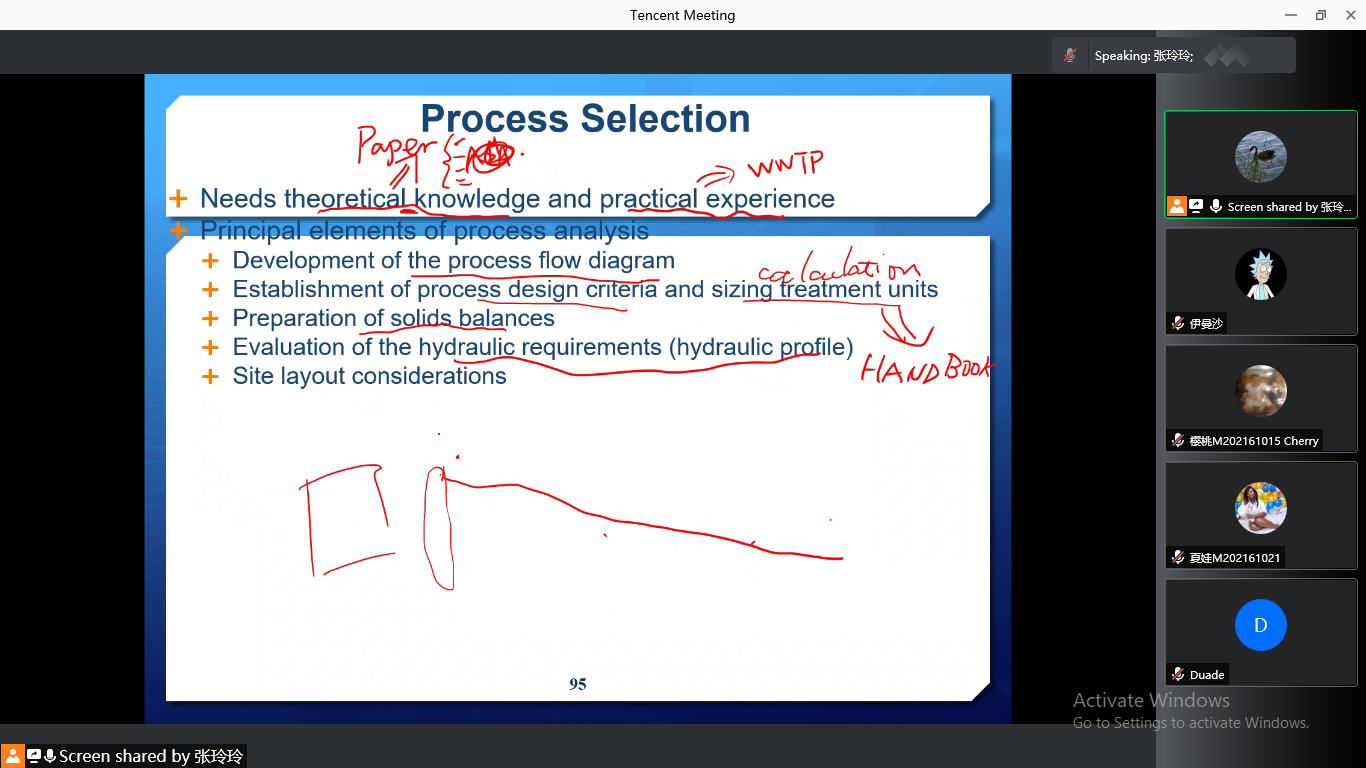 Tencent Meeting
Speaking: 张玲玲;
Process Selection
Paper
WWTP
Needs theoretical knowledge and practical experience
Principal elements of process analysis
Development of the process flow diagram
calculation
Establishment of process design criteria and sizing treatment units
Preparation of solids balances
Evaluation of the hydraulic requirements (hydraulic profile)
HANDBOOK
Site layout considerations
95
Screen shared by 张玲...
伊曼沙
樱桃M202161015 Cherry
夏娃M202161021
D
Duade
Activate Windows
Go to Settings to activate Windows.
Screen shared by 张玲玲